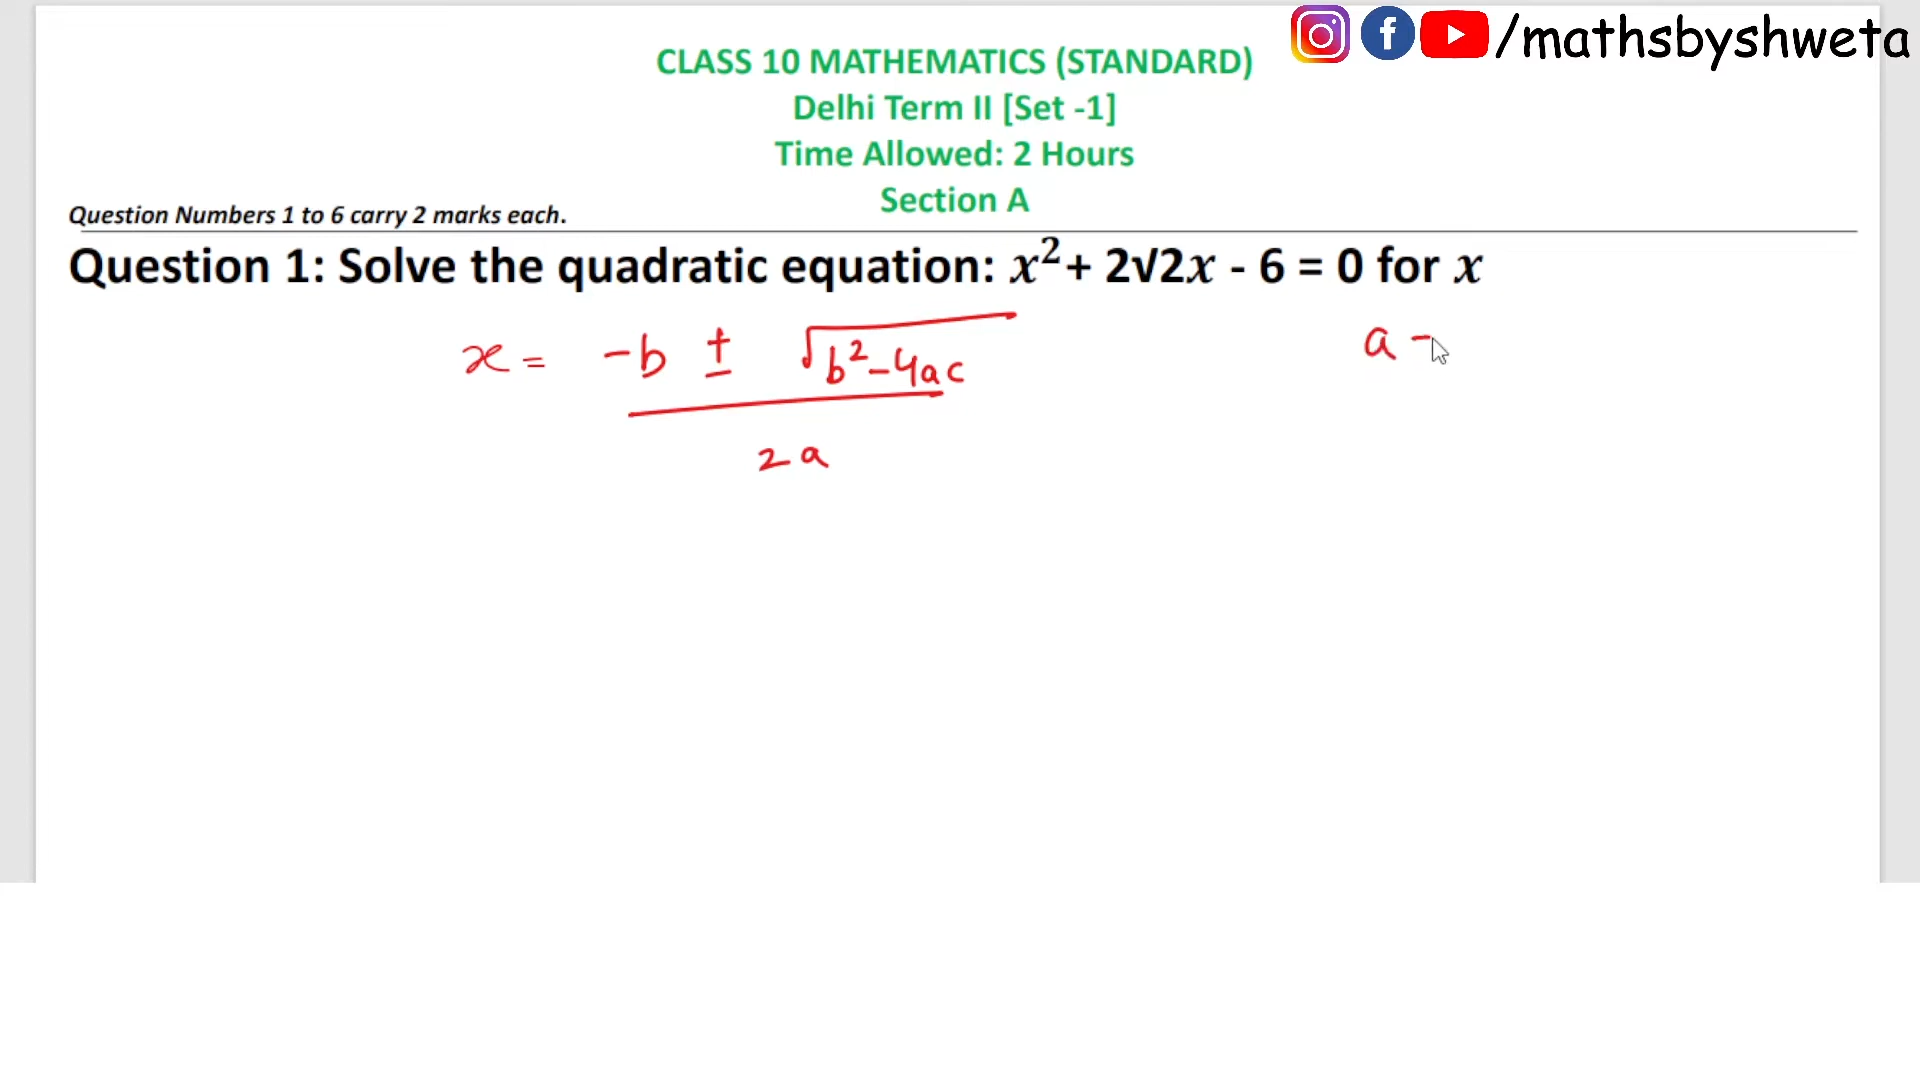 /mathsbyshweta
CLASS 10 MATHEMATICS (STANDARD)
Delhi Term II [Set -1]
Time Allowed: 2 Hours
Section A
Question Numbers 1 to 6 carry 2 marks each.
Question 1: Solve the quadratic equation: x² + 2√2x - 6 = 0 for x
x = -b ± √b²-4ac
2a
a -